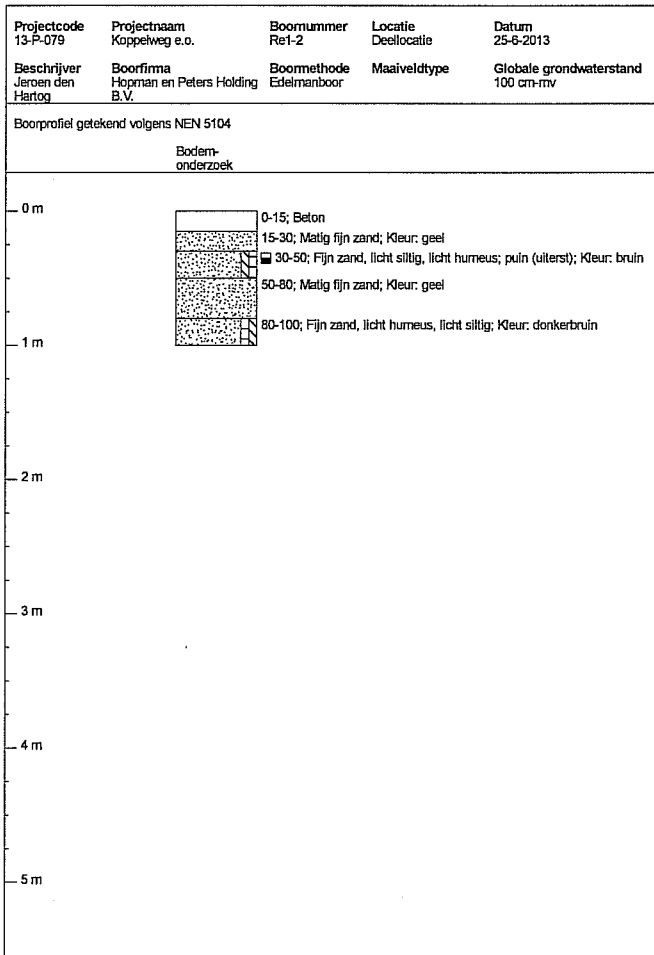 Projectcode Projectnaam Boornummer Locatie Datum
13-P-079 Koppelweg e.o. Re1-2 Deellocatie 25-6-2013
Beschrijver Boorfirma Boormethode Maaiveldtype Globale grondwaterstand
Jeroen den Hopman en Peters Holding Edelmanboor 100 cm-mv
Hartog B.V.
Boorprofiel getekend volgens NEN 5104
Bodem-
onderzoek
0 m
0-15; Beton
15-30; Matig fijn zand; Kleur: geel
30-50; Fijn zand, licht siltig, licht humeus; puin (uiterst); Kleur: bruin
50-80; Matig fijn zand; Kleur: geel
80-100; Fijn zand, licht humeus, licht siltig; Kleur: donkerbruin
1 m
2 m
3 m
4 m
5 m